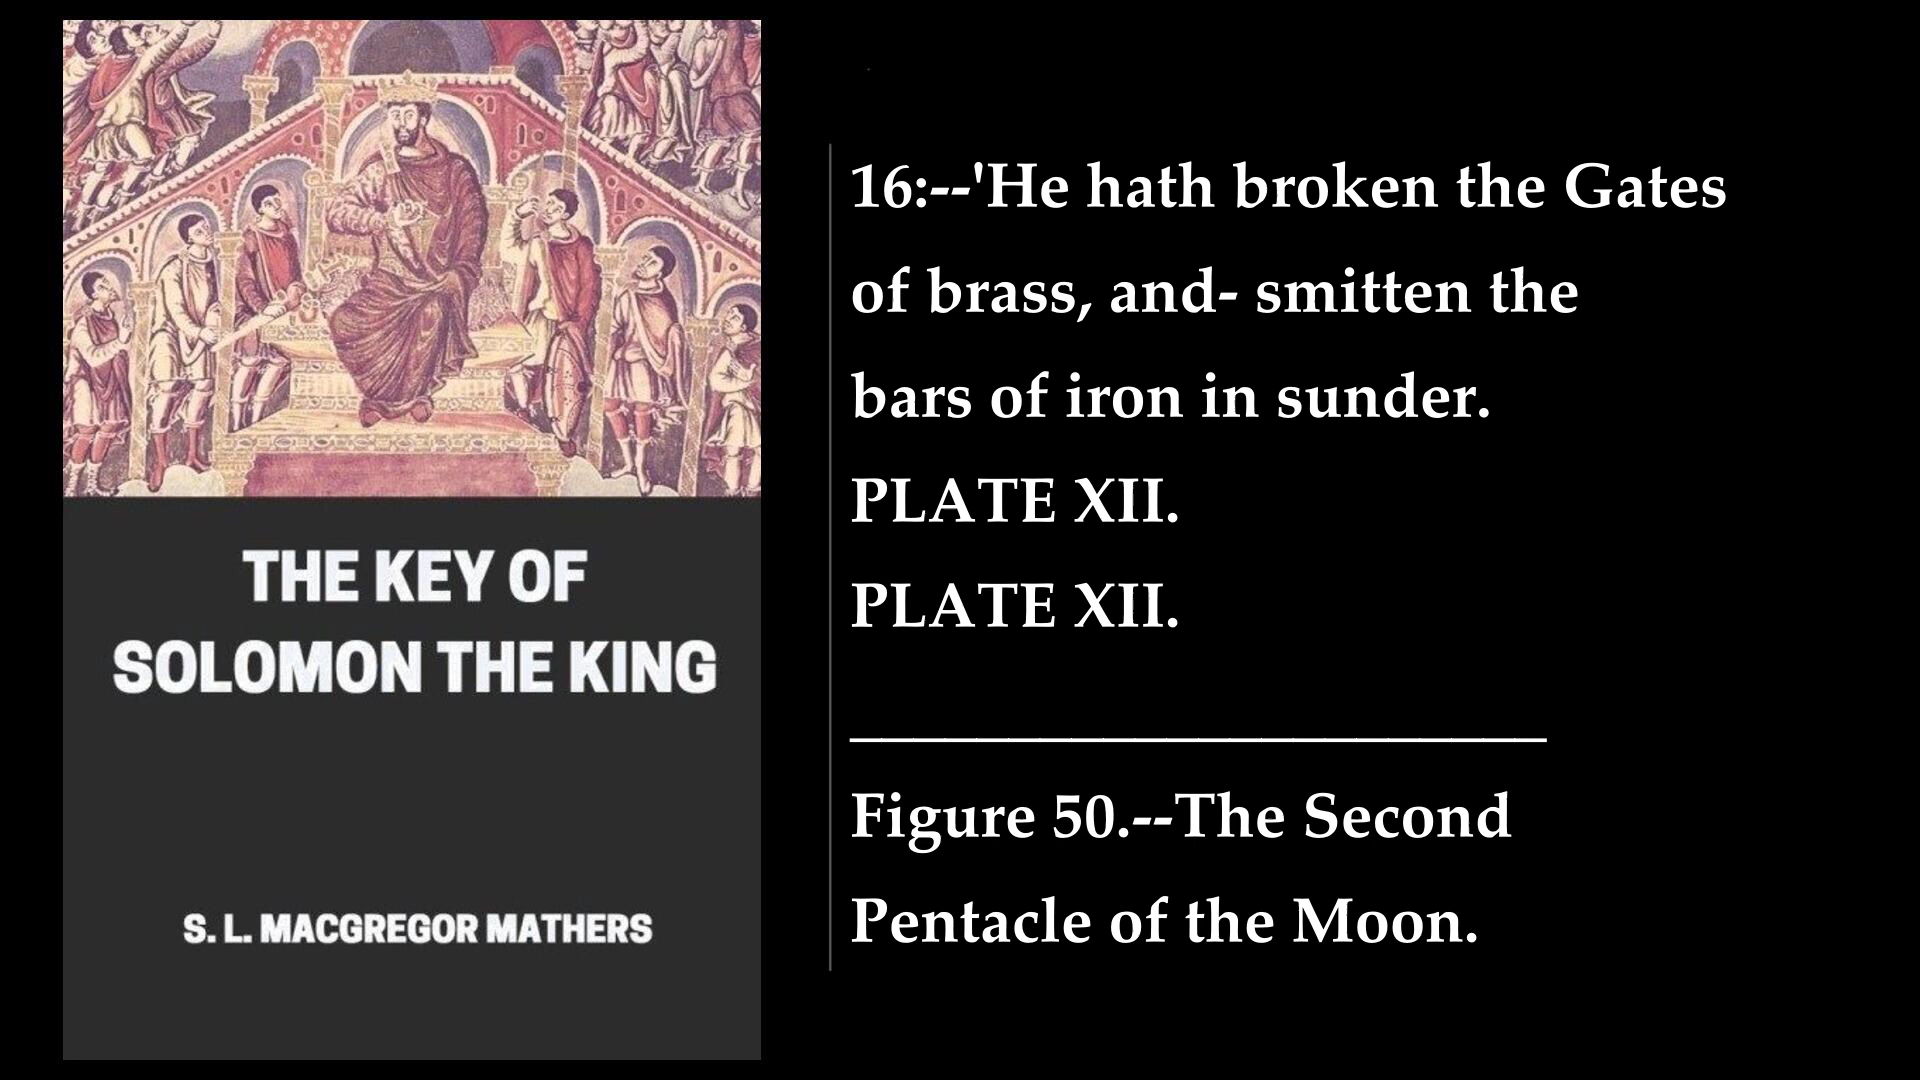 THE KEY OF
SOLOMON THE KING
S. L. MACGREGOR MATHERS
16:--'He hath broken the Gates
of brass, and- smitten the
bars of iron in sunder.
PLATE XII.
PLATE XII.
______________________
Figure 50.--The Second
Pentacle of the Moon.